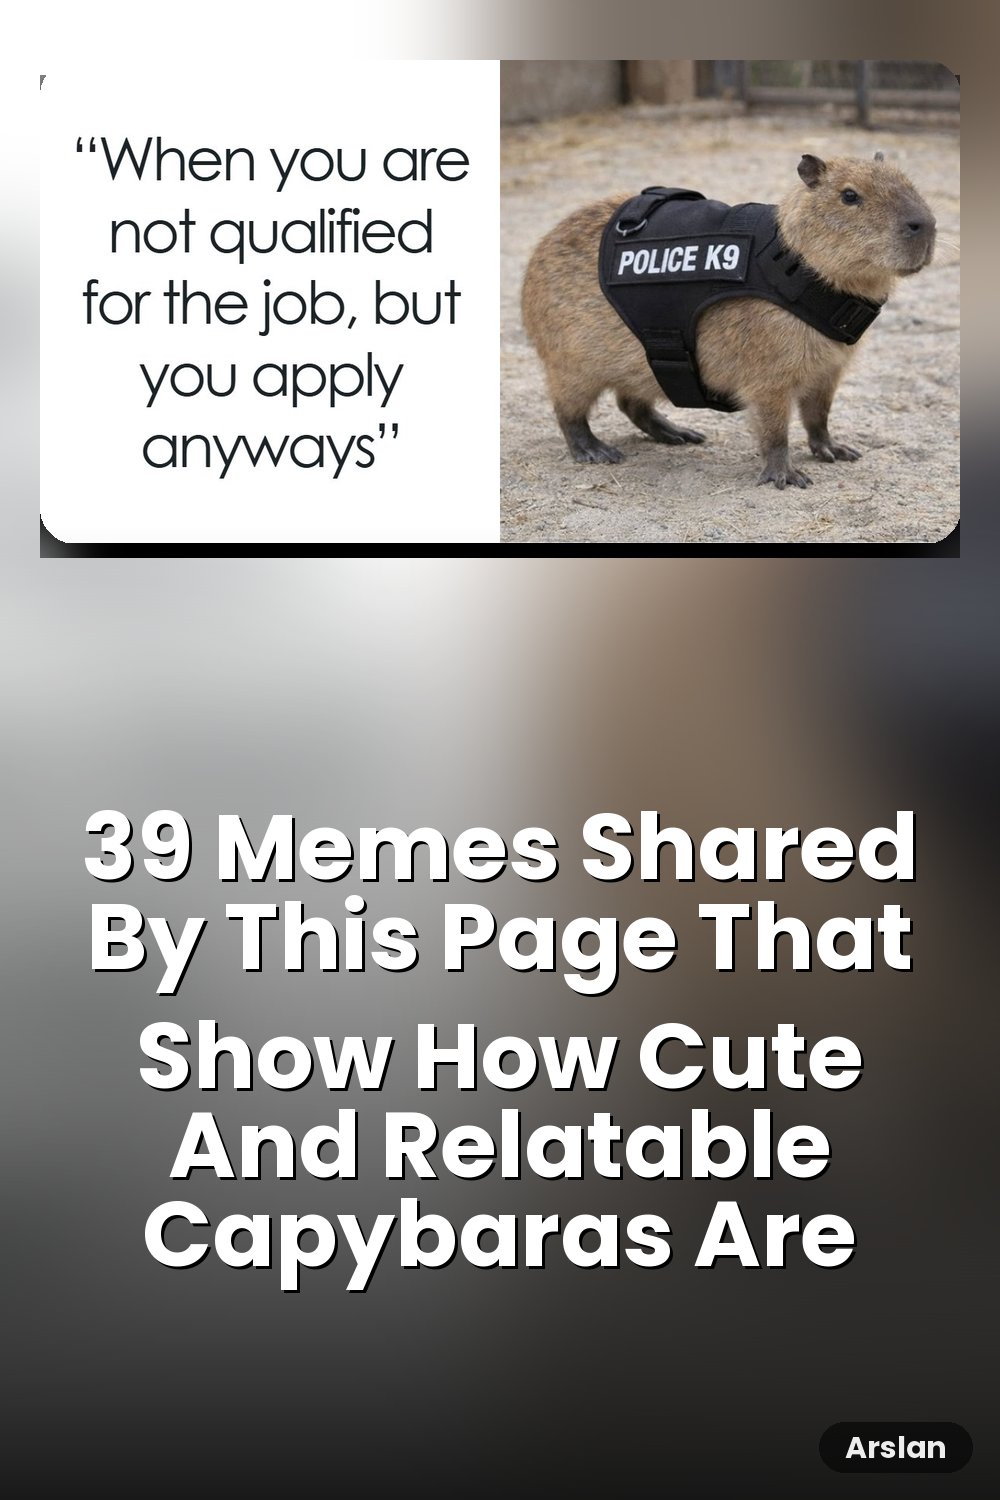 “When you are
not qualified
for the job, but
you apply
anyways”
POLICE K9
39 Memes Shared
By This Page That
Show How Cute
And Relatable
Capybaras Are
Arslan